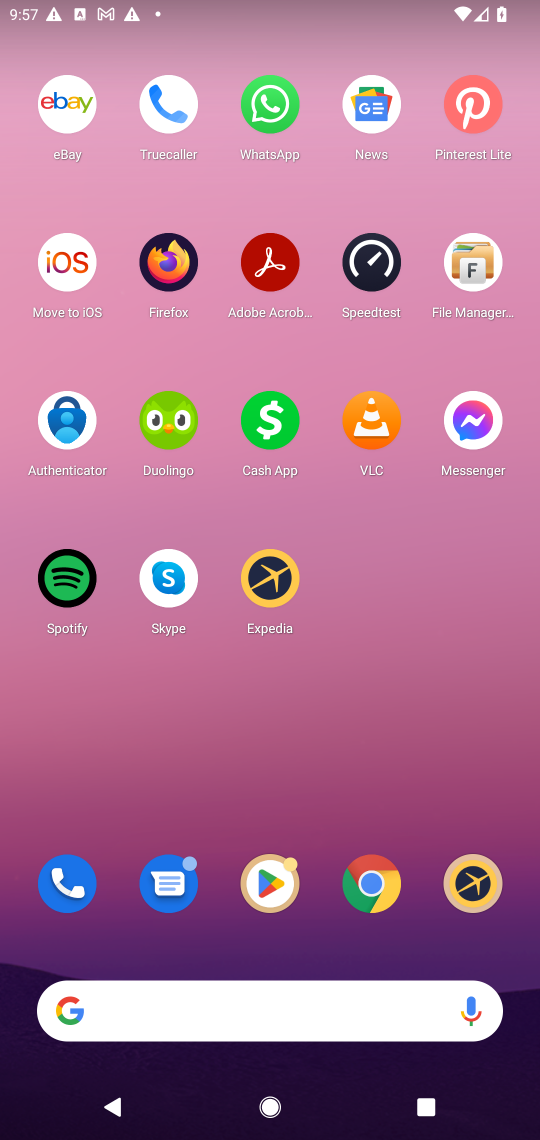 9:57
ebay
eBay
Truecaller
WhatsApp
News
Pinterest Lite
iOS
Move to iOS
Firefox
Adobe Acrob...
Speedtest
F
File Manager...
Authenticator
Duolingo
Cash App
VLC
Messenger
Spotify
Skype
Expedia